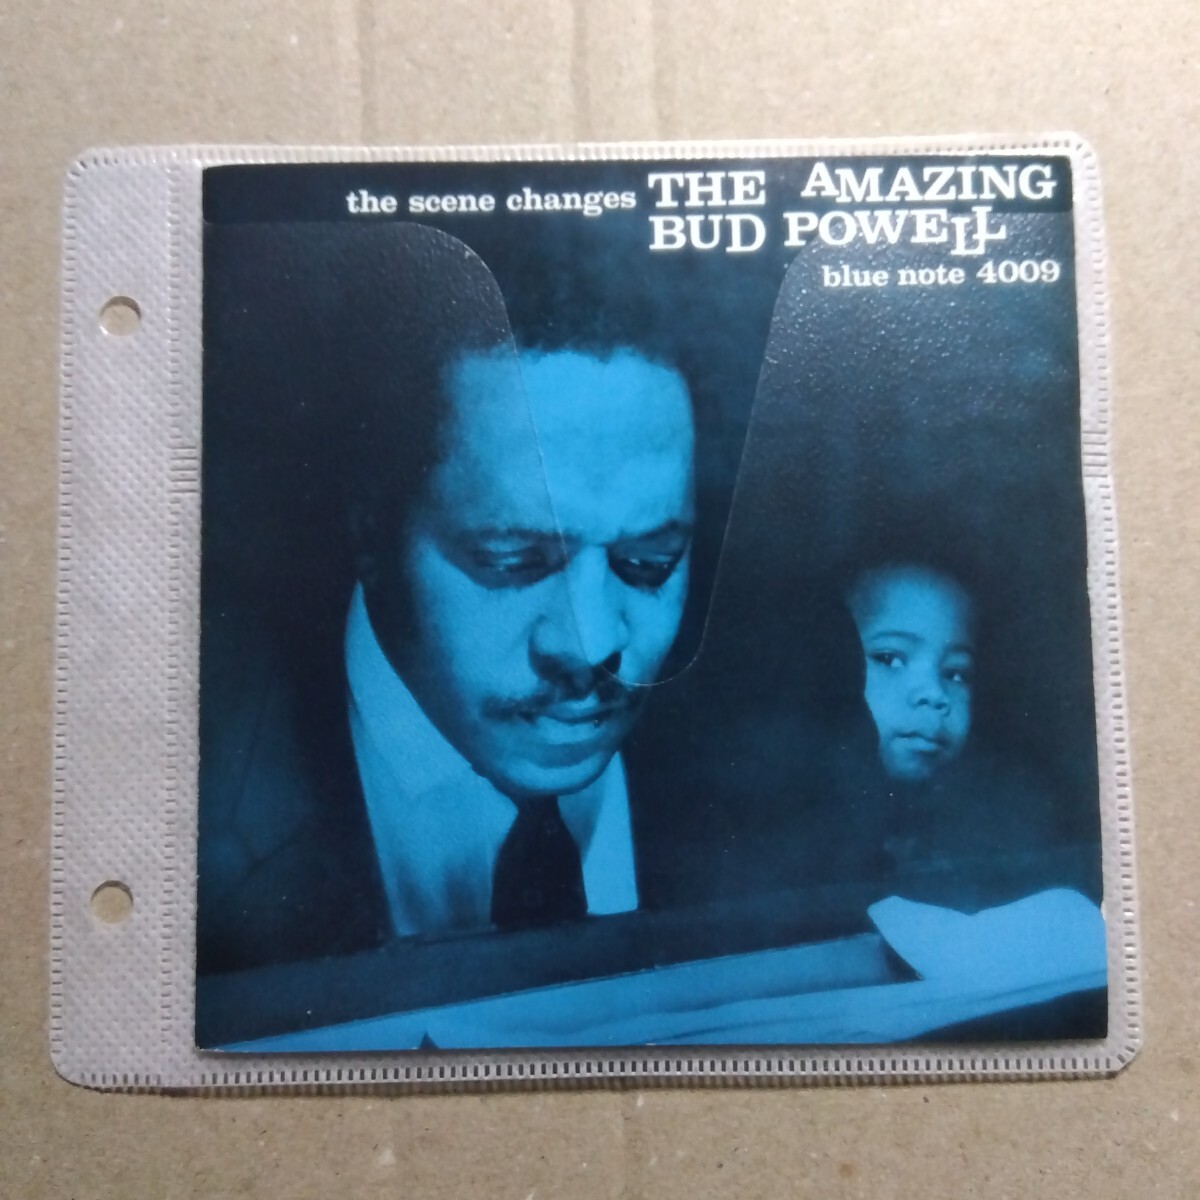 the scene changes THE AMAZING
BUD POWELL
blue note 4009